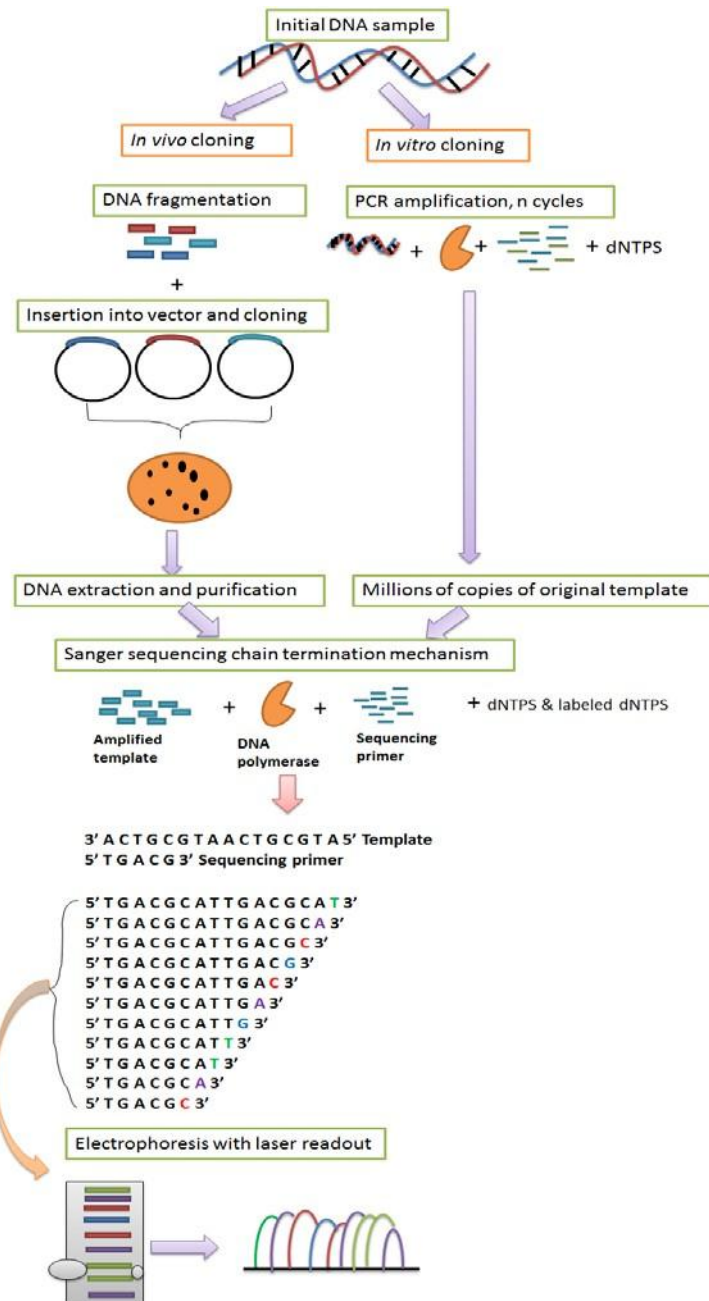 Initial DNA sample
In vivo cloning
In vitro cloning
DNA fragmentation
PCR amplification, n cycles
+ + + dNTPS
+
Insertion into vector and cloning
DNA extraction and purification
Millions of copies of original template
Sanger sequencing chain termination mechanism
+ + + dNTPS & labeled dNTPS
Amplified
template
DNA
polymerase
Sequencing
primer
3' A C T G C G T A A C T G C G T A 5' Template
5' T G A C G 3' Sequencing primer
5' T G A C G C A T T G A C G C A T 3'
5' T G A C G C A T T G A C G C A 3'
5' T G A C G C A T T G A C G C 3'
5' T G A C G C A T T G A C G 3'
5' T G A C G C A T T G A C 3'
5' T G A C G C A T T G A 3'
5' T G A C G C A T T G 3'
5' T G A C G C A T T 3'
5' T G A C G C A T 3'
5' T G A C G C A 3'
5' T G A C G C 3'
Electrophoresis with laser readout